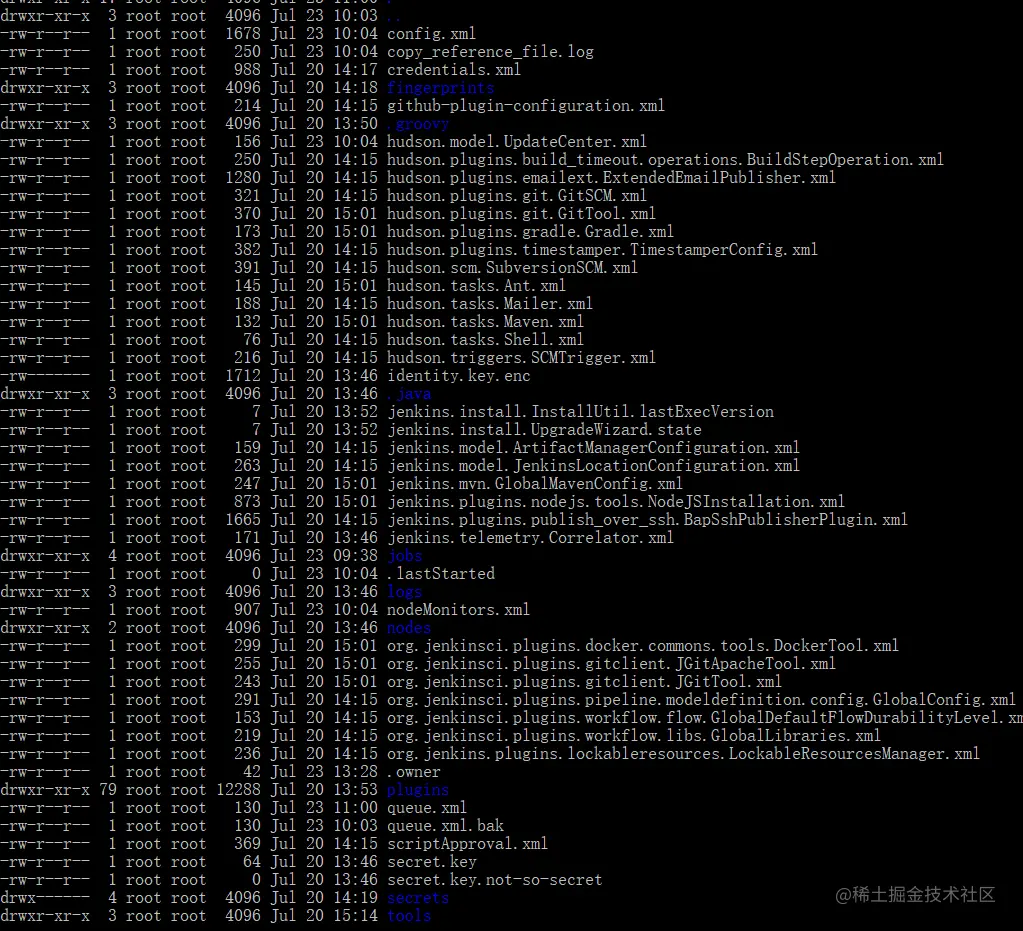 drwxr-xr-x 17 root root  4096 Jul 23 11:00 .
drwxr-xr-x  3 root root  4096 Jul 23 10:03 ..
-rw-r--r--  1 root root  1678 Jul 23 10:04 config.xml
-rw-r--r--  1 root root   250 Jul 23 10:04 copy_reference_file.log
-rw-r--r--  1 root root   988 Jul 20 14:17 credentials.xml
drwxr-xr-x  3 root root  4096 Jul 20 14:18 fingerprints
-rw-r--r--  1 root root   214 Jul 20 14:15 github-plugin-configuration.xml
drwxr-xr-x  3 root root  4096 Jul 20 13:50 .groovy
-rw-r--r--  1 root root   156 Jul 23 10:04 hudson.model.UpdateCenter.xml
-rw-r--r--  1 root root   250 Jul 20 14:15 hudson.plugins.build_timeout.operations.BuildStepOperation.xml
-rw-r--r--  1 root root  1280 Jul 20 14:15 hudson.plugins.emailext.ExtendedEmailPublisher.xml
-rw-r--r--  1 root root   321 Jul 20 14:15 hudson.plugins.git.GitSCM.xml
-rw-r--r--  1 root root   370 Jul 20 15:01 hudson.plugins.git.GitTool.xml
-rw-r--r--  1 root root   173 Jul 20 15:01 hudson.plugins.gradle.Gradle.xml
-rw-r--r--  1 root root   382 Jul 20 14:15 hudson.plugins.timestamper.TimestamperConfig.xml
-rw-r--r--  1 root root   391 Jul 20 14:15 hudson.scm.SubversionSCM.xml
-rw-r--r--  1 root root   145 Jul 20 15:01 hudson.tasks.Ant.xml
-rw-r--r--  1 root root   188 Jul 20 14:15 hudson.tasks.Mailer.xml
-rw-r--r--  1 root root   132 Jul 20 15:01 hudson.tasks.Maven.xml
-rw-r--r--  1 root root    76 Jul 20 14:15 hudson.tasks.Shell.xml
-rw-r--r--  1 root root   216 Jul 20 14:15 hudson.triggers.SCMTrigger.xml
-rw-------  1 root root  1712 Jul 20 13:46 identity.key.enc
drwxr-xr-x  3 root root  4096 Jul 20 13:46 .java
-rw-r--r--  1 root root     7 Jul 20 13:52 jenkins.install.InstallUtil.lastExecVersion
-rw-r--r--  1 root root     7 Jul 20 13:52 jenkins.install.UpgradeWizard.state
-rw-r--r--  1 root root   159 Jul 20 14:15 jenkins.model.ArtifactManagerConfiguration.xml
-rw-r--r--  1 root root   263 Jul 20 14:15 jenkins.model.JenkinsLocationConfiguration.xml
-rw-r--r--  1 root root   247 Jul 20 15:01 jenkins.mvn.GlobalMavenConfig.xml
-rw-r--r--  1 root root   873 Jul 20 15:01 jenkins.plugins.nodejs.tools.NodeJSInstallation.xml
-rw-r--r--  1 root root  1665 Jul 20 14:15 jenkins.plugins.publish_over_ssh.BapSshPublisherPlugin.xml
-rw-r--r--  1 root root   171 Jul 20 13:46 jenkins.telemetry.Correlator.xml
drwxr-xr-x  4 root root  4096 Jul 23 09:38 jobs
-rw-r--r--  1 root root     0 Jul 23 10:04 .lastStarted
drwxr-xr-x  3 root root  4096 Jul 20 13:46 logs
-rw-r--r--  1 root root   907 Jul 23 10:04 nodeMonitors.xml
drwxr-xr-x  2 root root  4096 Jul 20 13:46 nodes
-rw-r--r--  1 root root   299 Jul 20 15:01 org.jenkinsci.plugins.docker.commons.tools.DockerTool.xml
-rw-r--r--  1 root root   255 Jul 20 15:01 org.jenkinsci.plugins.gitclient.JGitApacheTool.xml
-rw-r--r--  1 root root   243 Jul 20 15:01 org.jenkinsci.plugins.gitclient.JGitTool.xml
-rw-r--r--  1 root root   291 Jul 20 14:15 org.jenkinsci.plugins.pipeline.modeldefinition.config.GlobalConfig.xml
-rw-r--r--  1 root root   153 Jul 20 14:15 org.jenkinsci.plugins.workflow.flow.GlobalDefaultFlowDurabilityLevel.xm
-rw-r--r--  1 root root   219 Jul 20 14:15 org.jenkinsci.plugins.workflow.libs.GlobalLibraries.xml
-rw-r--r--  1 root root   236 Jul 20 14:15 org.jenkins.plugins.lockableresources.LockableResourcesManager.xml
-rw-r--r--  1 root root    42 Jul 23 13:28 .owner
drwxr-xr-x 79 root root 12288 Jul 20 13:53 plugins
-rw-r--r--  1 root root   130 Jul 23 11:00 queue.xml
-rw-r--r--  1 root root   130 Jul 23 10:03 queue.xml.bak
-rw-r--r--  1 root root   369 Jul 20 14:15 scriptApproval.xml
-rw-r--r--  1 root root    64 Jul 20 13:46 secret.key
-rw-r--r--  1 root root     0 Jul 20 13:46 secret.key.not-so-secret
drwx------  4 root root  4096 Jul 20 14:19 secrets
drwxr-xr-x  3 root root  4096 Jul 20 15:14 tools
@稀土掘金技术社区